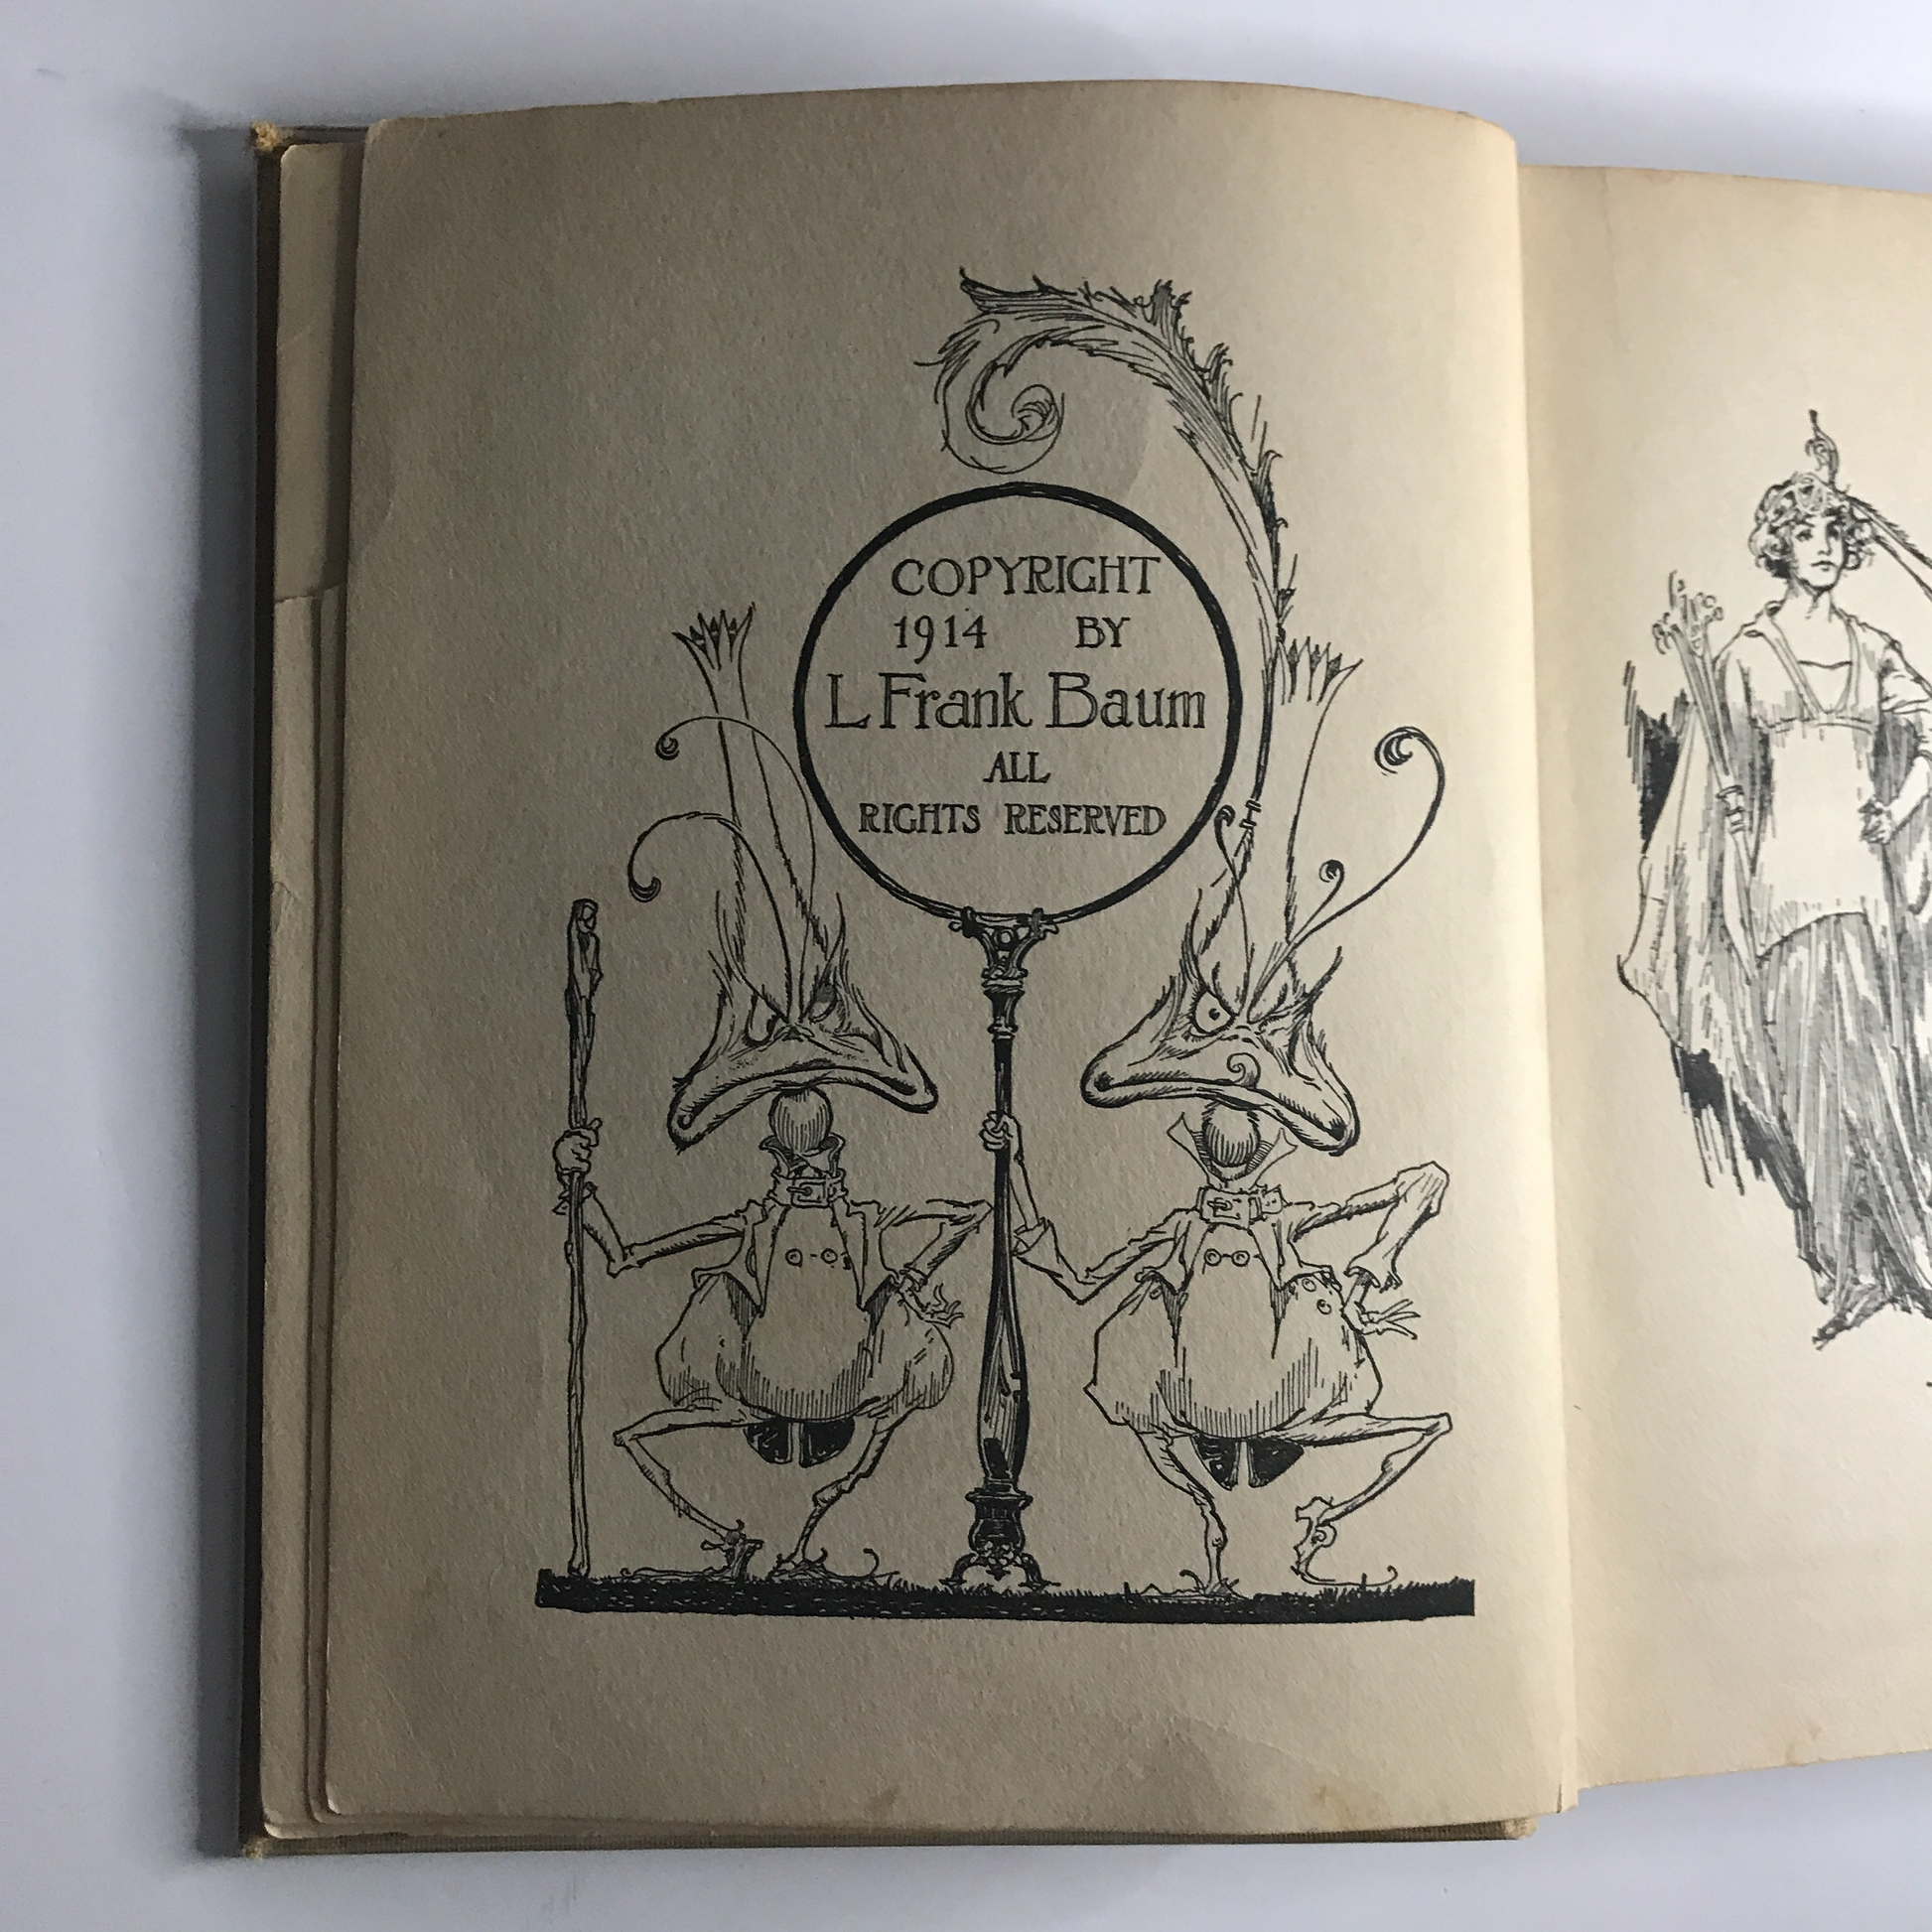 COPYRIGHT
1914 BY
L Frank Baum
ALL
RIGHTS RESERVED